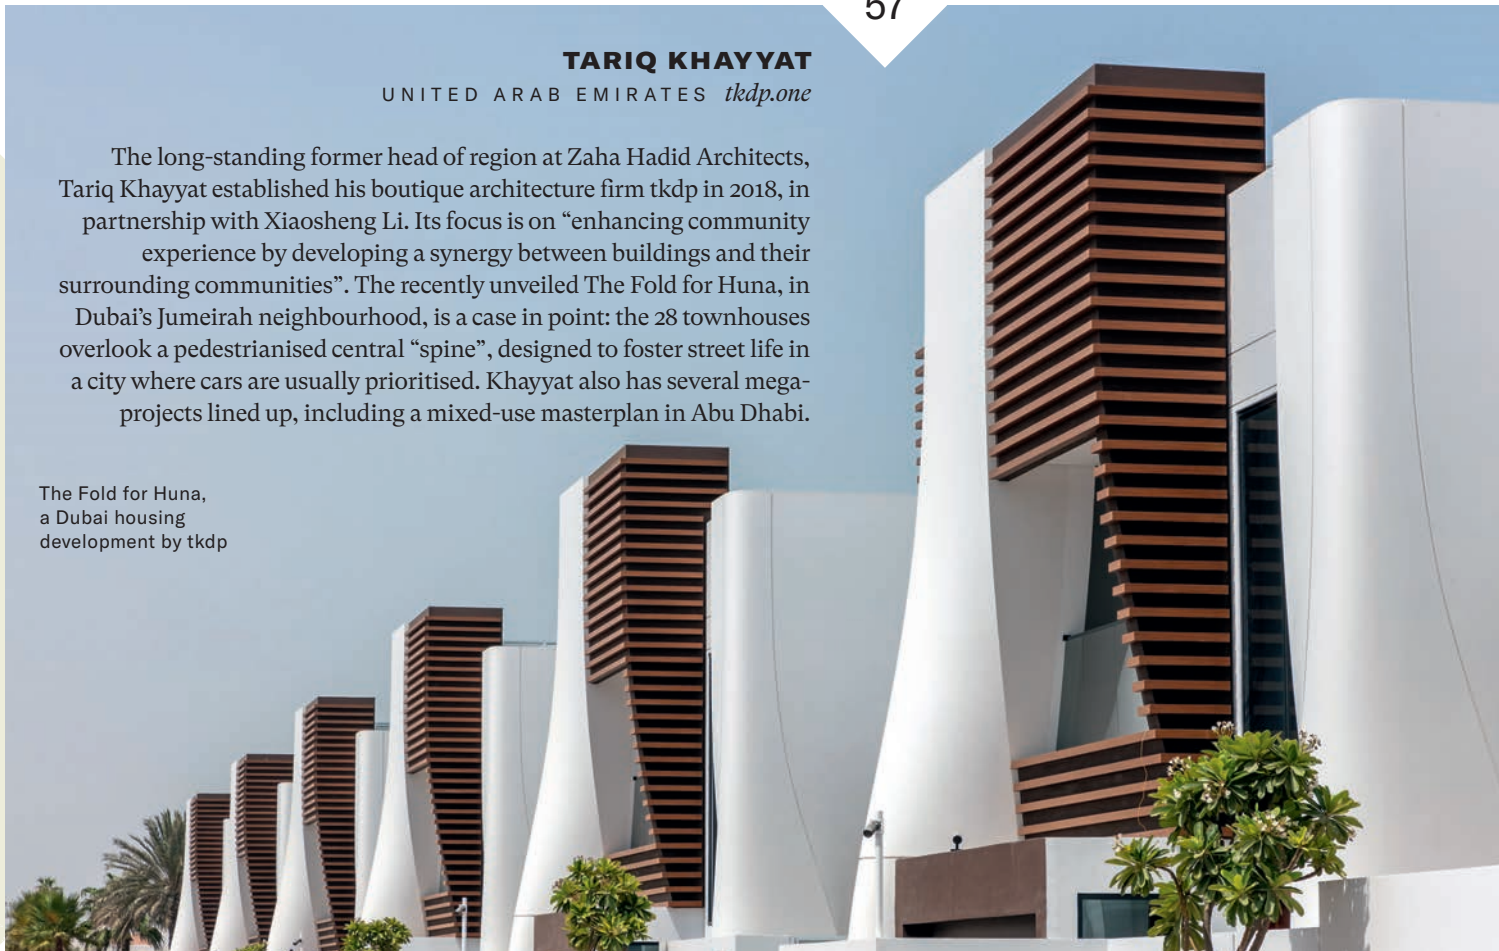 57
TARIQ KHAYYAT
UNITED ARAB EMIRATES tkdp.one
The long-standing former head of region at Zaha Hadid Architects,
Tariq Khayyat established his boutique architecture firm tkdp in 2018, in
partnership with Xiaosheng Li. Its focus is on “enhancing community
experience by developing a synergy between buildings and their
surrounding communities”. The recently unveiled The Fold for Huna, in
Dubai’s Jumeirah neighbourhood, is a case in point: the 28 townhouses
overlook a pedestrianised central “spine”, designed to foster street life in
a city where cars are usually prioritised. Khayyat also has several mega-
projects lined up, including a mixed-use masterplan in Abu Dhabi.
The Fold for Huna,
a Dubai housing
development by tkdp